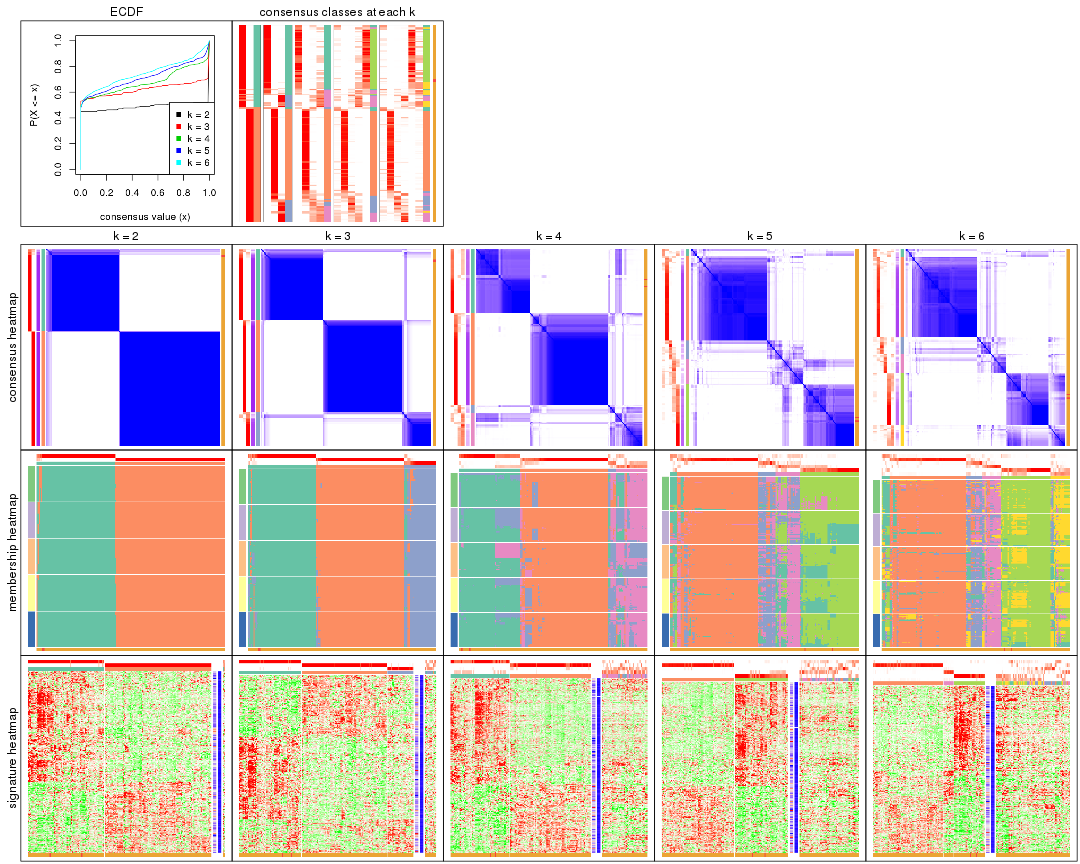 ECDF
consensus classes at each k
P(X <= x)
0.0 0.2 0.4 0.6 0.8 1.0
k = 2
k = 3
k = 4
k = 5
k = 6
0.0 0.2 0.4 0.6 0.8 1.0
consensus value (x)
k = 2
k = 3
k = 4
k = 5
k = 6
consensus heatmap
membership heatmap
signature heatmap